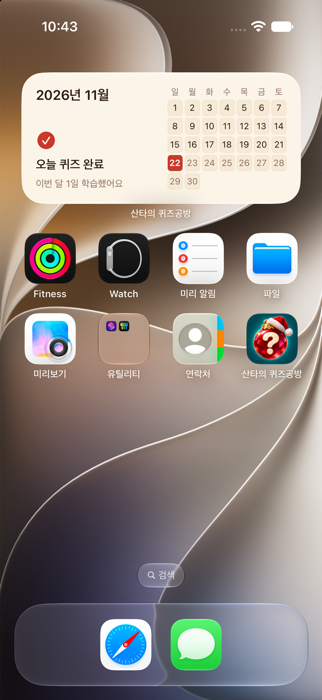 10:43
2026년 11월
오늘 퀴즈 완료
이번 달 1일 학습했어요
일 월 화 수 목 금 토
1 2 3 4 5 6 7
8 9 10 11 12 13 14
15 16 17 18 19 20 21
22 23 24 25 26 27 28
29 30
산타의 퀴즈공방
Fitness Watch 미리 알림 파일
미리보기 유틸리티 연락처 산타의 퀴즈공방
검색